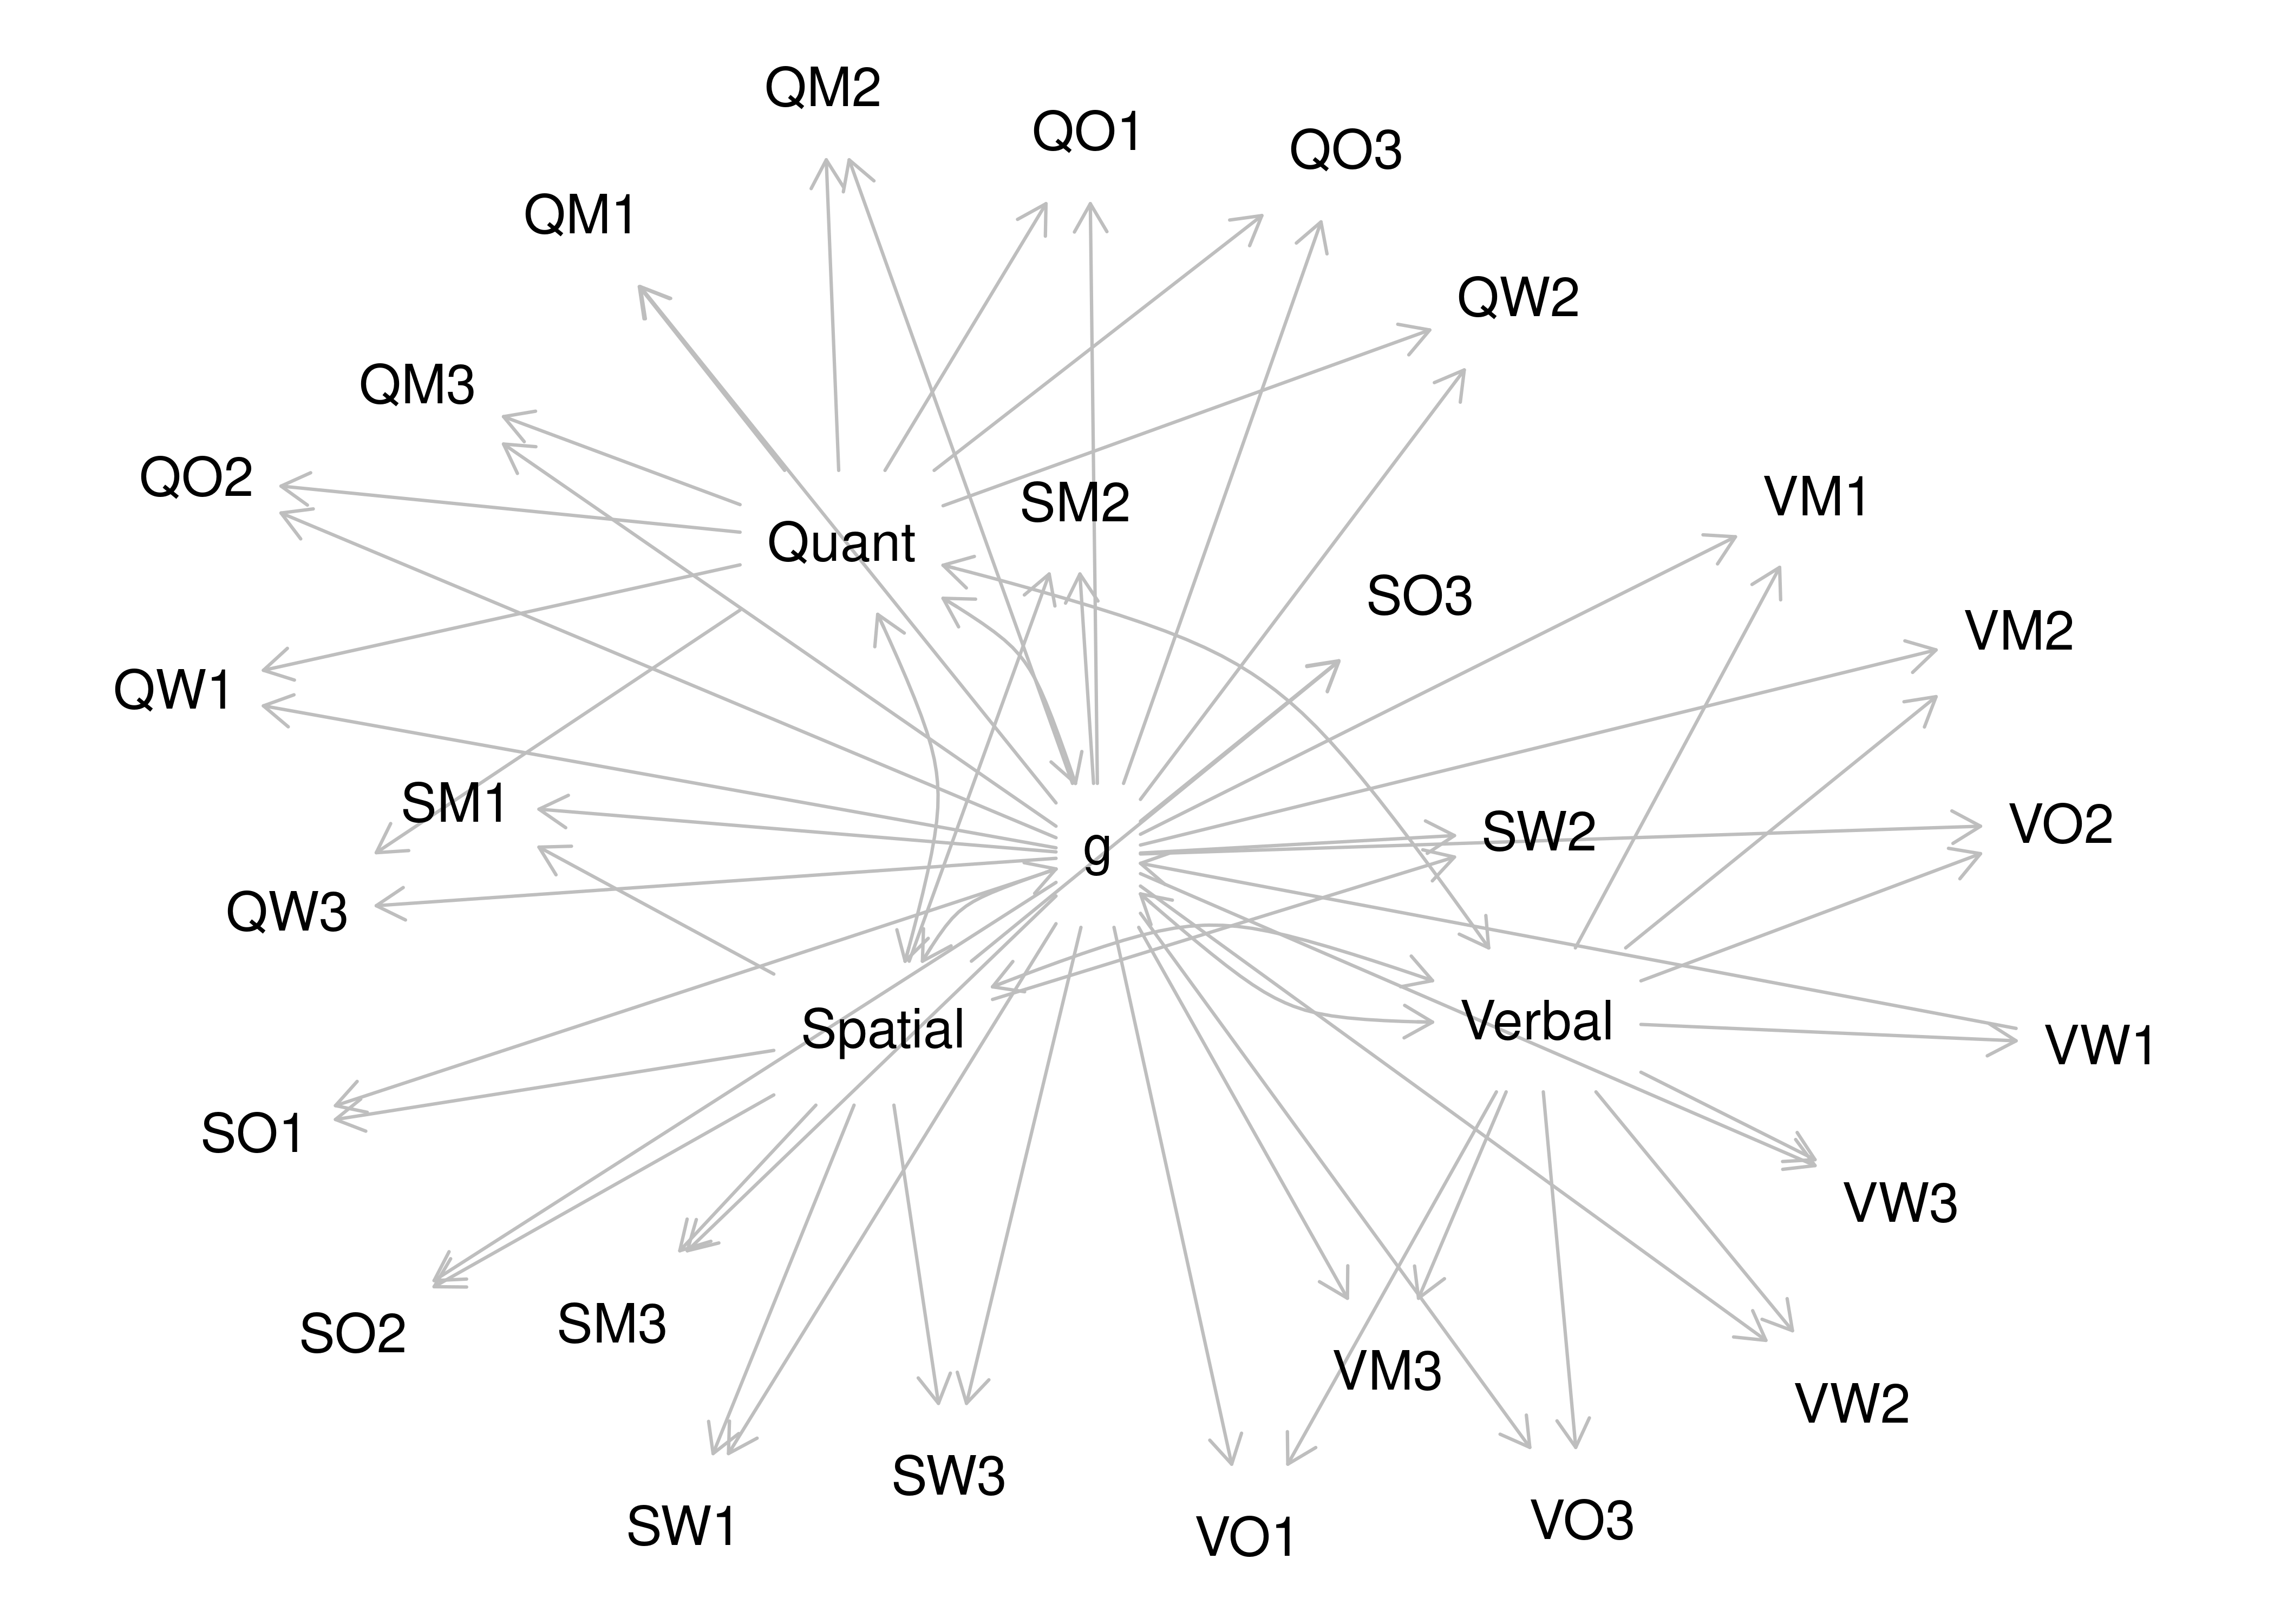 QM2
QO1
QO3
QM1
QW2
QM3
QO2
SM2
VM1
Quant
SO3
VM2
QW1
SM1
SW2
VO2
g
QW3
Spatial
Verbal
VW1
SO1
VW3
SO2
SM3
VM3
VW2
SW3
SW1
VO1
VO3